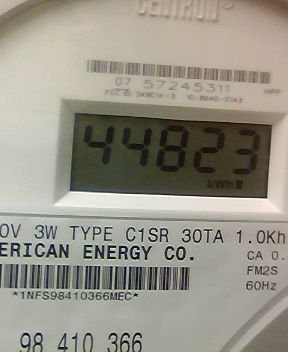 CENTRON
07 57245311
44823
kWh
0V 3W TYPE C1SR 30TA 1.0Kh
ERICAN ENERGY CO.
CA 0.
FM2S
*1NFS98410366MEC*
60Hz
98 410 366